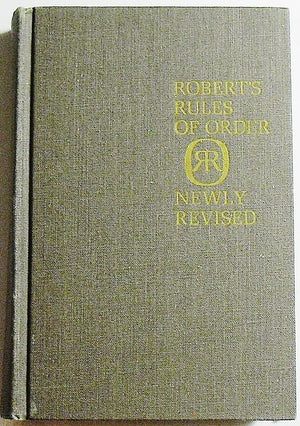 ROBERT'S
RULES
OF ORDER
RR
NEWLY
REVISED